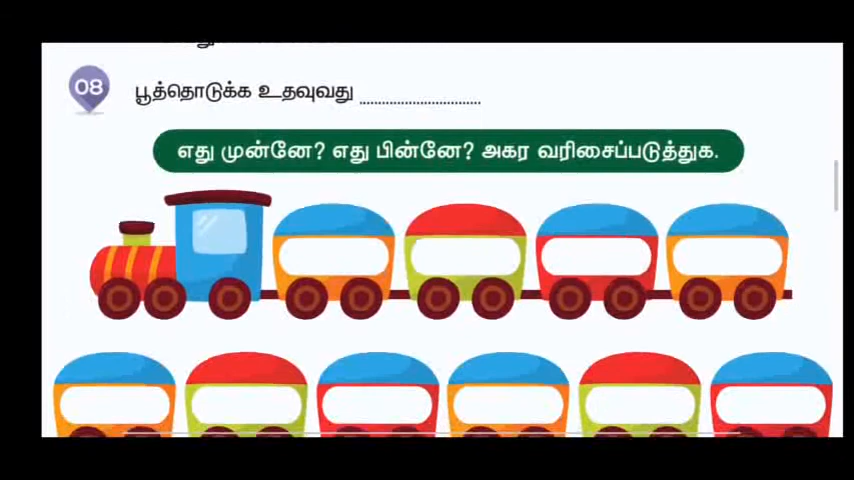 08 பூத்தொடுக்க உதவுவது ................................
எது முன்னே? எது பின்னே? அகர வரிசைப்படுத்துக.